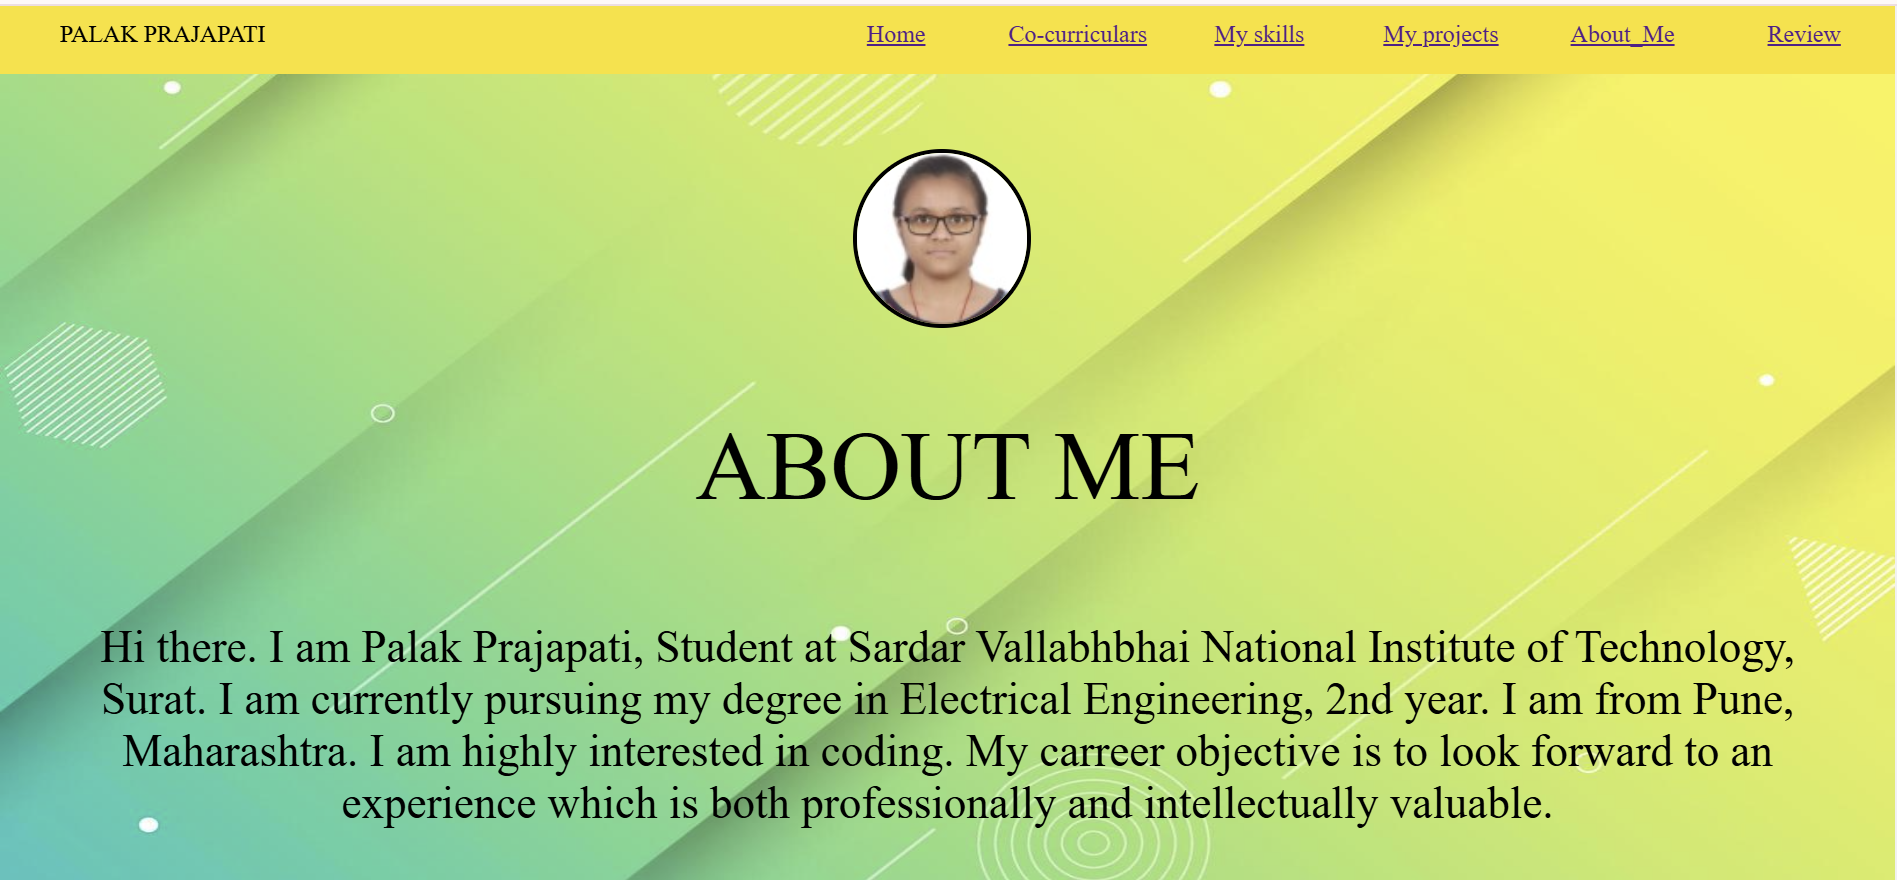 PALAK PRAJAPATI Home Co-curriculars My skills My projects About_Me Review
ABOUT ME
Hi there. I am Palak Prajapati, Student at Sardar Vallabhbhai National Institute of Technology,
Surat. I am currently pursuing my degree in Electrical Engineering, 2nd year. I am from Pune,
Maharashtra. I am highly interested in coding. My carreer objective is to look forward to an
experience which is both professionally and intellectually valuable.